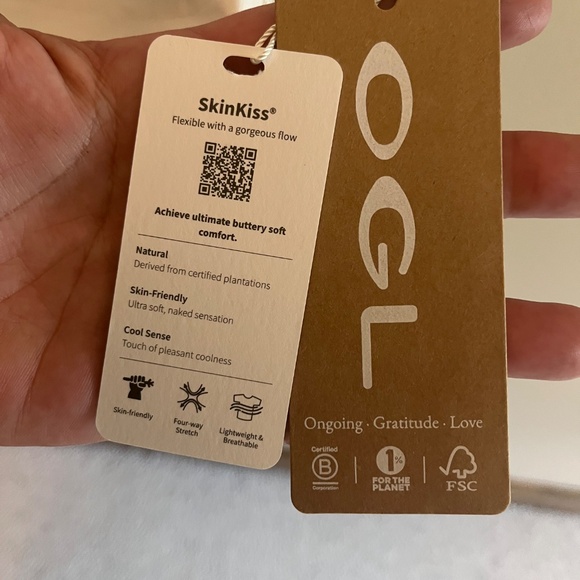 SkinKiss®
Flexible with a gorgeous flow
Achieve ultimate buttery soft
comfort.
Natural
Derived from certified plantations
Skin-Friendly
Ultra soft, naked sensation
Cool Sense
Touch of pleasant coolness
Skin-friendly
Four-way
Stretch
Lightweight &
Breathable
OGL
Ongoing · Gratitude · Love
Certified
B
Corporation
1%
FOR THE
PLANET
FSC